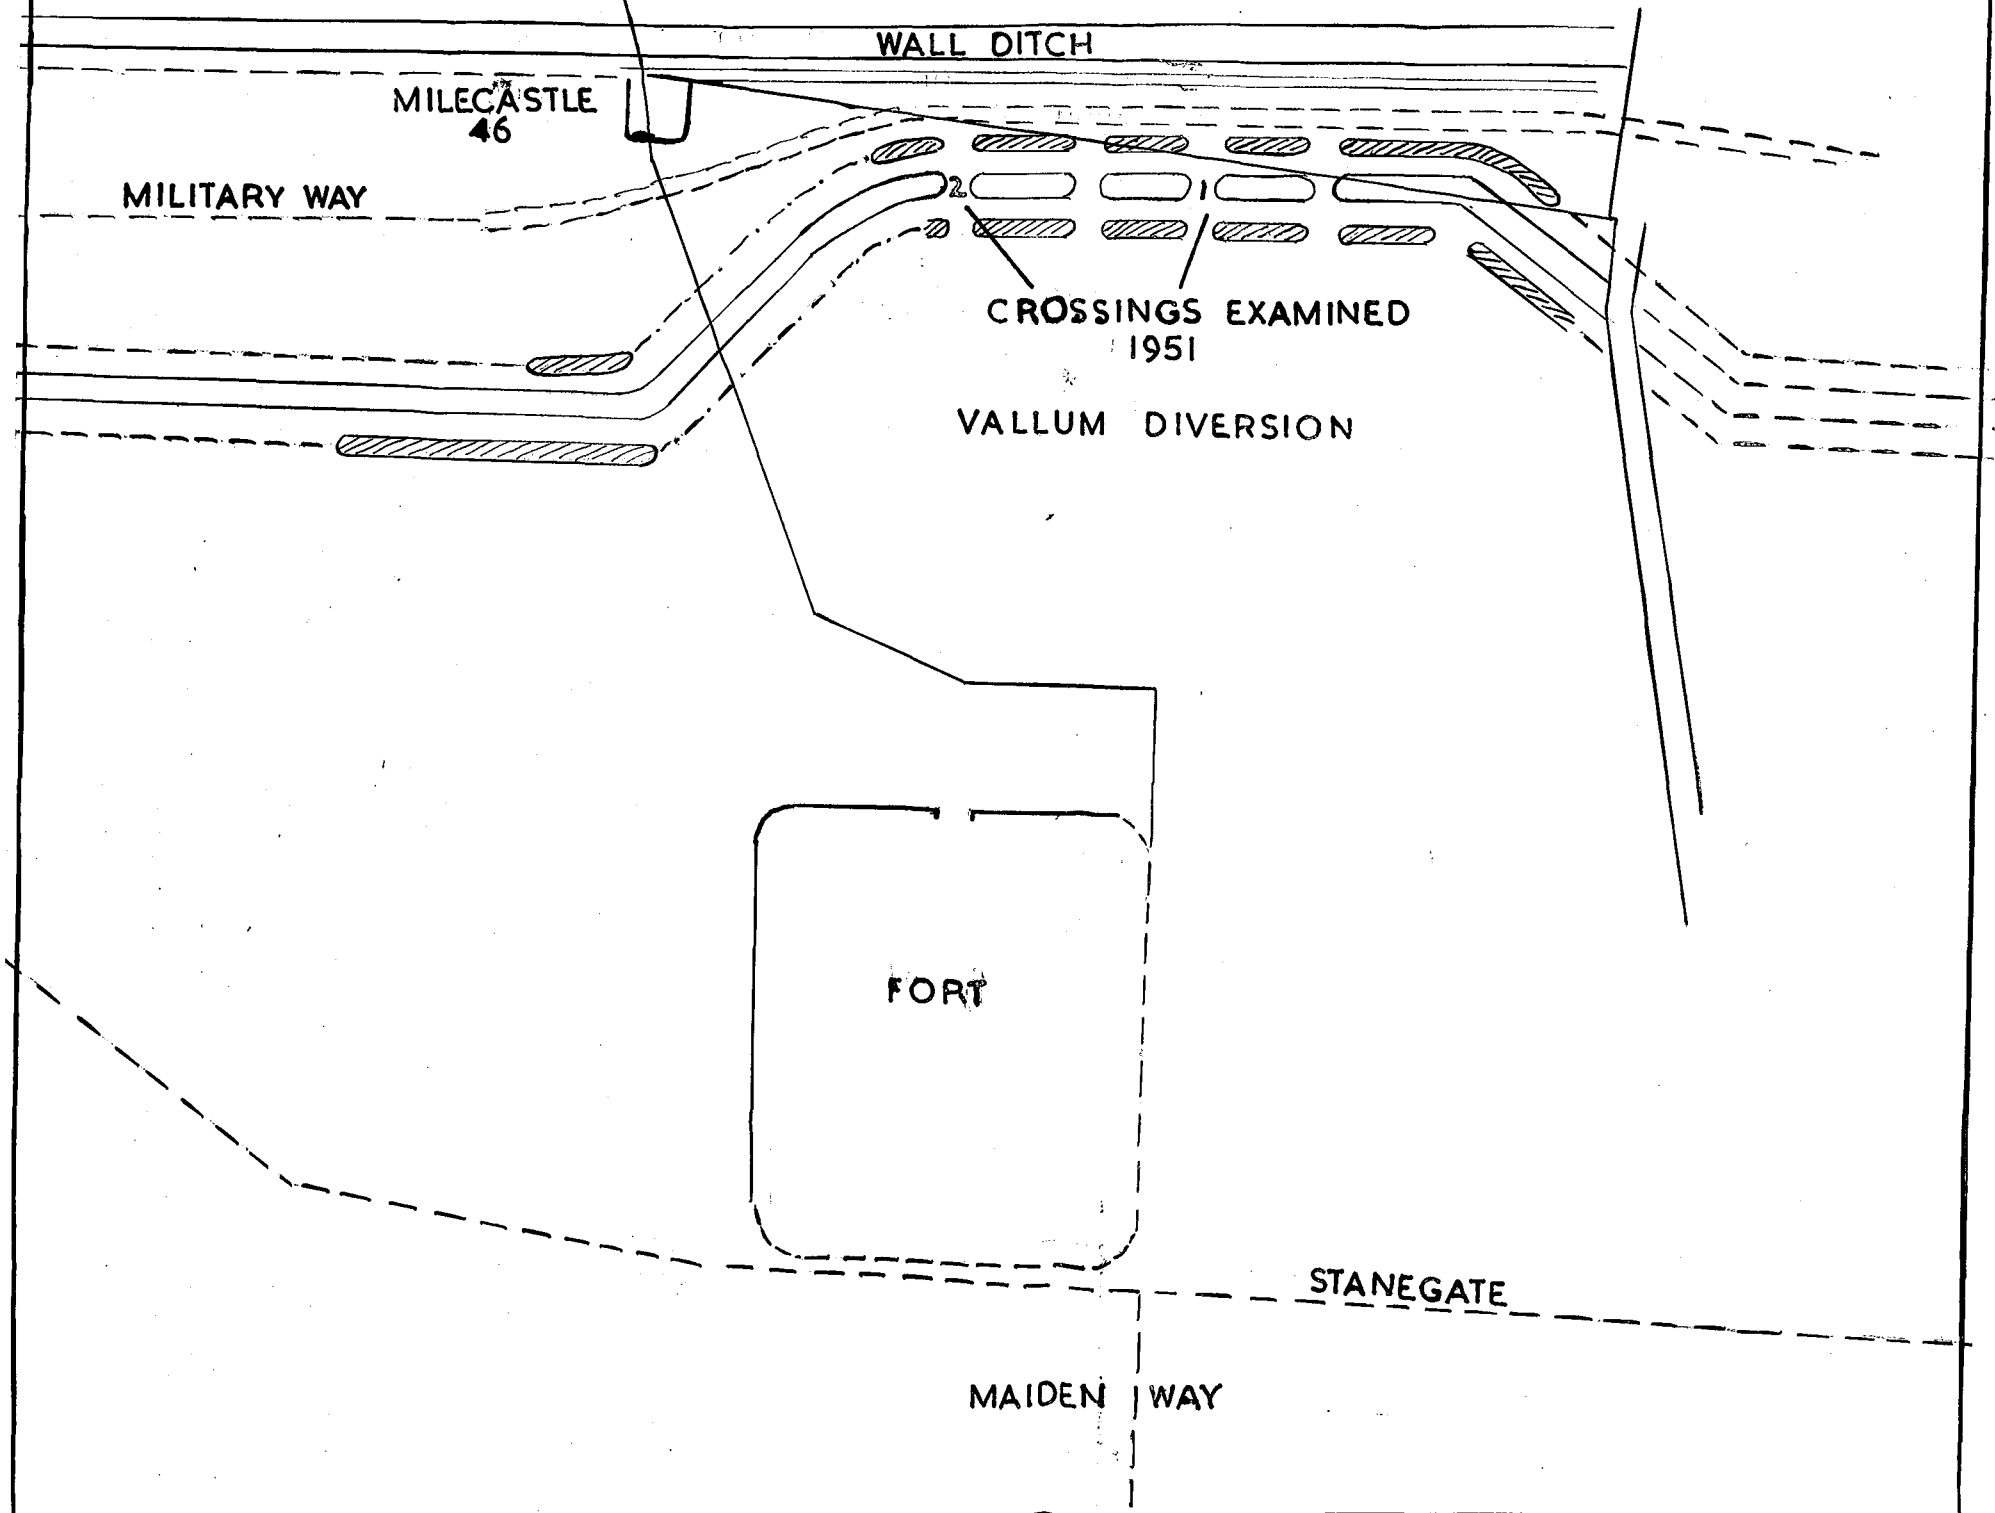 WALL DITCH
MILECASTLE
46
MILITARY WAY
2
1
CROSSINGS EXAMINED
1951
VALLUM DIVERSION
FORT
STANEGATE
MAIDEN WAY